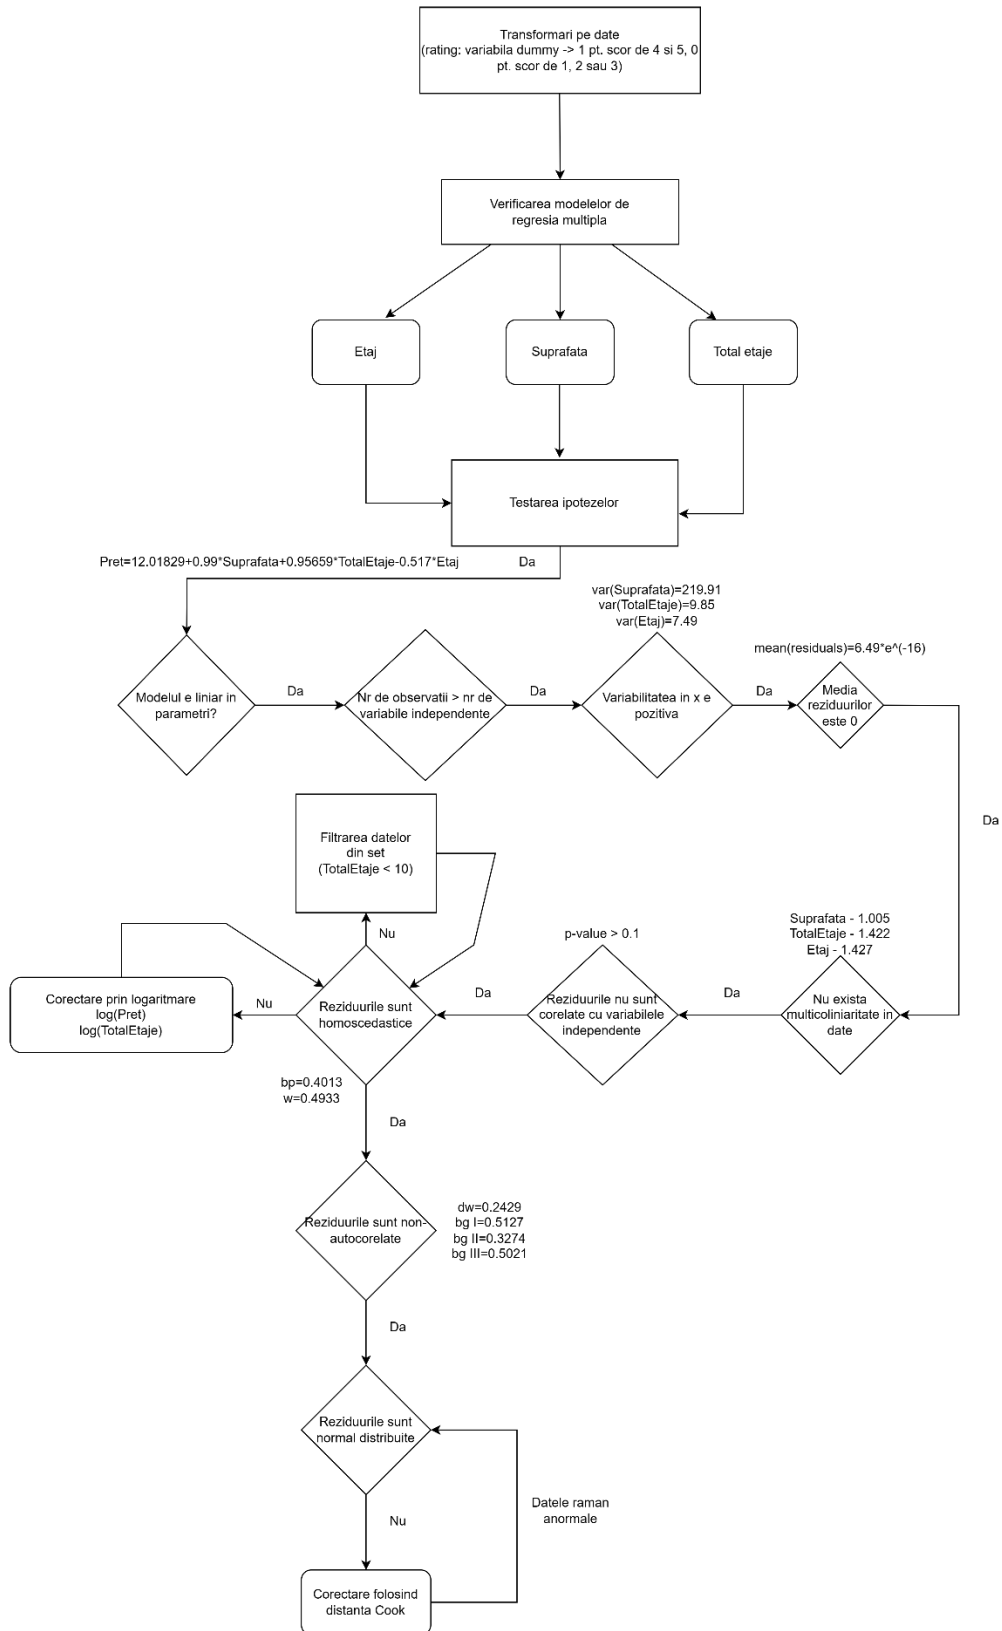 Transformari pe date
(rating: variabila dummy -> 1 pt. scor de 4 si 5, 0
pt. scor de 1, 2 sau 3)
Verificarea modelelor de
regresia multipla
Etaj
Suprafata
Total etaje
Testarea ipotezelor
Pret=12.01829+0.99*Suprafata+0.95659*TotalEtaje-0.517*Etaj
Da
var(Suprafata)=219.91
var(TotalEtaje)=9.85
var(Etaj)=7.49
mean(residuals)=6.49*e^(-16)
Modelul e liniar in
parametri?
Da
Nr de observatii > nr de
variabile independente
Da
Variabilitatea in x e
pozitiva
Da
Media
reziduurilor
este 0
Da
Filtrarea datelor
din set
(TotalEtaje < 10)
Nu
Suprafata - 1.005
TotalEtaje - 1.422
Etaj - 1.427
Nu exista
multicoliniaritate in
date
Da
p-value > 0.1
Reziduurile nu sunt
corelate cu variabilele
independente
Da
Reziduurile sunt
homoscedastice
Nu
Corectare prin logaritmare
log(Pret)
log(TotalEtaje)
bp=0.4013
w=0.4933
Da
Reziduurile sunt non-
autocorelate
dw=0.2429
bg I=0.5127
bg II=0.3274
bg III=0.5021
Da
Reziduurile sunt
normal distribuite
Nu
Datele raman
anormale
Corectare folosind
distanta Cook